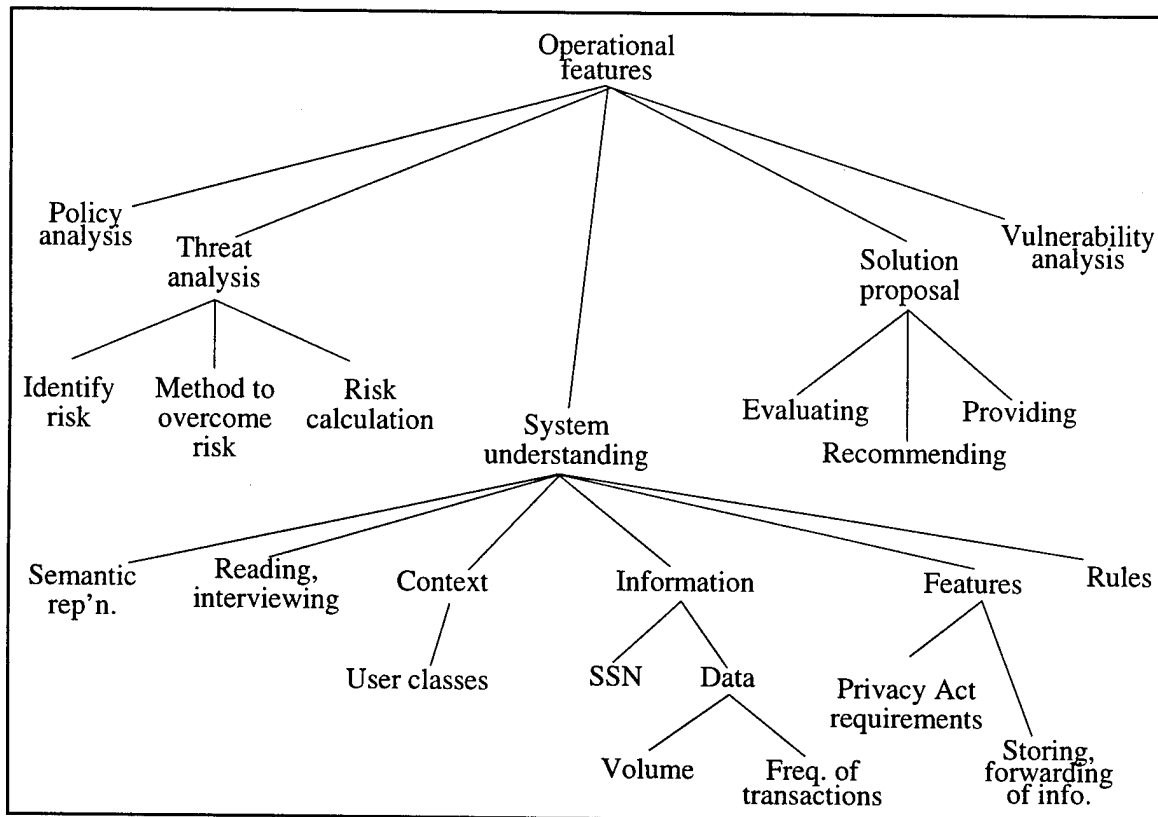 Operational
features
Policy
analysis
Threat
analysis
Solution
proposal
Vulnerability
analysis
Identify
risk
Method to
overcome
risk
Risk
calculation
System
understanding
Evaluating
Providing
Recommending
Semantic
rep'n.
Reading,
interviewing
Context
Information
Features
Rules
User classes
SSN
Data
Privacy Act
requirements
Volume
Freq. of
transactions
Storing,
forwarding
of info.